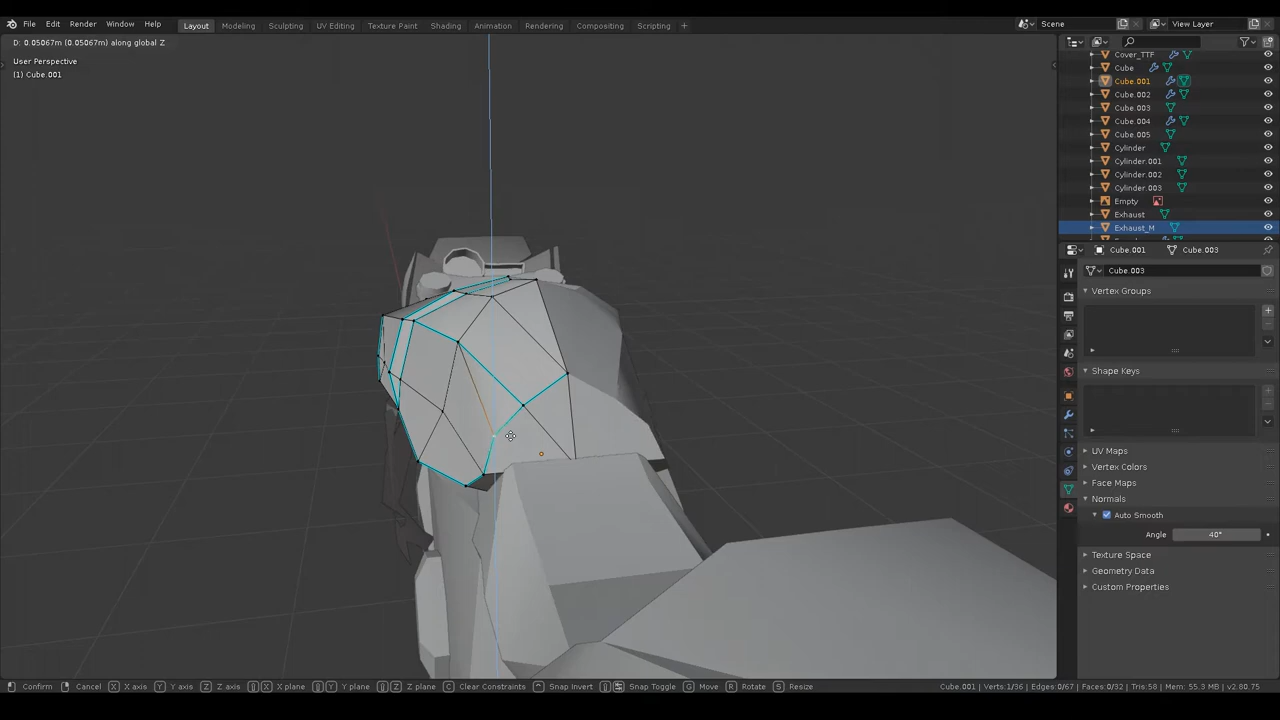 File Edit Render Window Help Layout Modeling Sculpting UV Editing Texture Paint Shading Animation Rendering Compositing Scripting + Scene View Layer
D: 0.05067m (0.05067m) along global Z
User Perspective
(1) Cube.001
Cover_TTF
Cube
Cube.001
Cube.002
Cube.003
Cube.004
Cube.005
Cylinder
Cylinder.001
Cylinder.002
Cylinder.003
Empty
Exhaust
Exhaust_M
Cube.001 Cube.003
Cube.003
Vertex Groups
Shape Keys
UV Maps
Vertex Colors
Face Maps
Normals
Auto Smooth
Angle 40°
Texture Space
Geometry Data
Custom Properties
Confirm Cancel X X axis Y Y axis Z Z axis X X plane Y Y plane Z Z plane C Clear Constraints Snap Invert Snap Toggle G Move R Rotate S Resize Cube.001 | Verts:1/36 | Edges:0/67 | Faces:0/32 | Tris:58 | Mem: 55.3 MB | v2.80.75